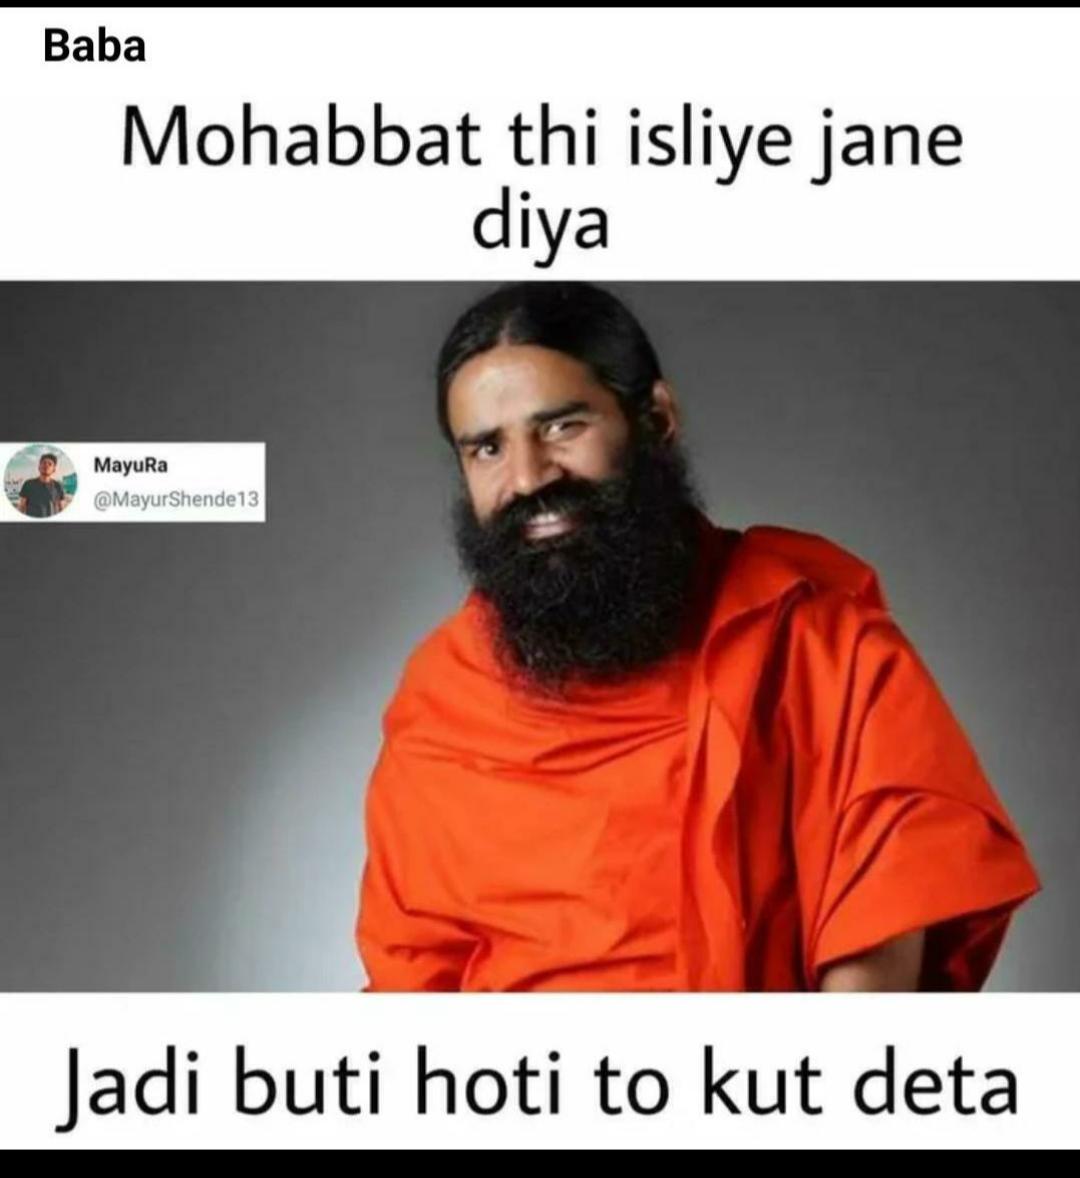 Baba
Mohabbat thi isliye jane
diya
MayuRa
@MayurShende13
Jadi buti hoti to kut deta